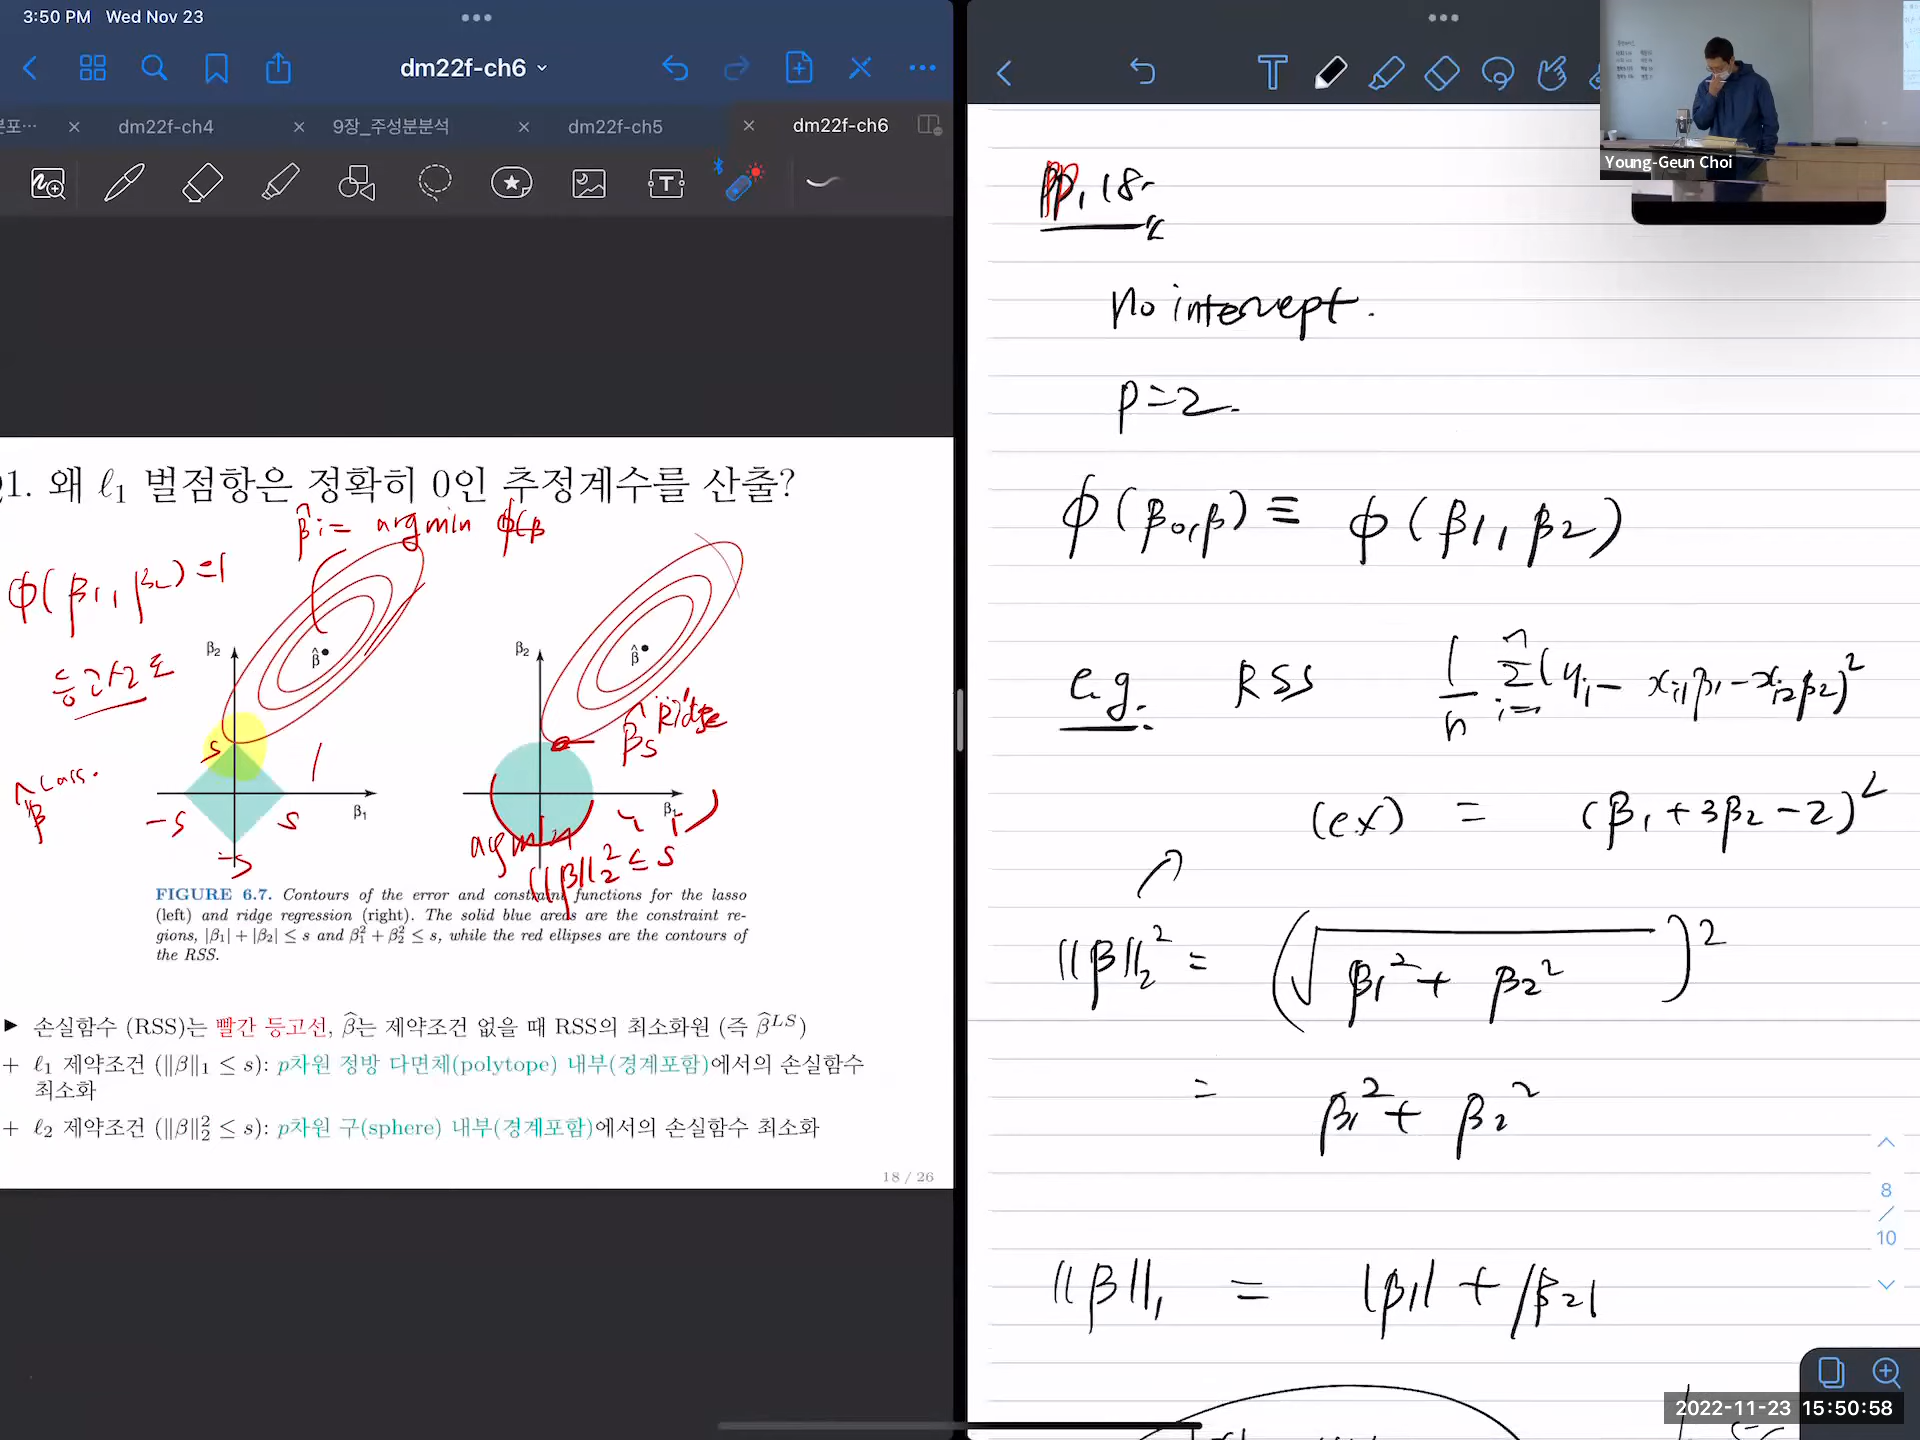 3:50 PM Wed Nov 23
dm22f-ch6
dm22f-ch4
9장_주성분분석
dm22f-ch5
dm22f-ch6
1. 왜 ℓ1 벌점항은 정확히 0인 추정계수를 산출?
β̂ := argmin φ(β
φ(β1, β2) =1
등고선도
β2
β̂
s
-s
s
-s
β1
β̂ Lass.
β2
β̂
β̂s Ridge
β1
argmin
||β||₂² ≤ s
FIGURE 6.7. Contours of the error and constraint functions for the lasso
(left) and ridge regression (right). The solid blue areas are the constraint re-
gions, |β1| + |β2| ≤ s and β1² + β2² ≤ s, while the red ellipses are the contours of
the RSS.
▶ 손실함수 (RSS)는 빨간 등고선, β̂는 제약조건 없을 때 RSS의 최소화원 (즉 β̂^LS)
+ ℓ1 제약조건 (‖β‖1 ≤ s): p차원 정방 다면체(polytope) 내부(경계포함)에서의 손실함수
최소화
+ ℓ2 제약조건 (‖β‖₂² ≤ s): p차원 구(sphere) 내부(경계포함)에서의 손실함수 최소화
18 / 26
Young-Geun Choi
pp. 18-
No intercept.
p=2.
φ(β0, β) ≡ φ(β1, β2)
e.g. RSS 1/n Σ_{i=1}^n (yi - xi1β1 - xi2β2)²
(ex) = (β1 + 3β2 - 2)²
||β||₂² = (√β1² + β2²)²
= β1² + β2²
||β||1 = |β1| + |β2|
8
/
10
2022-11-23 15:50:58